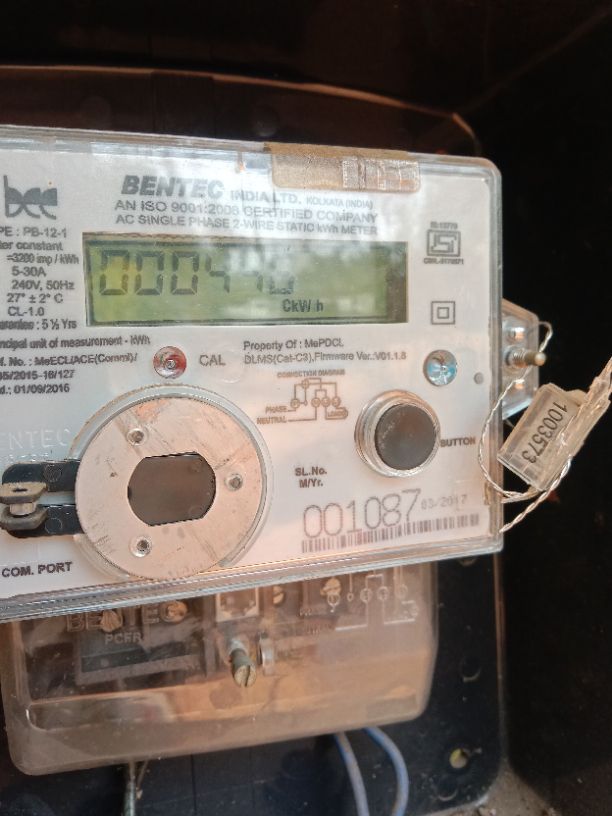 bee
BENTEC INDIA LTD. KOLKATA (INDIA)
AN ISO 9001:2008 CERTIFIED COMPANY
AC SINGLE PHASE 2-WIRE STATIC kWh METER
PE : PB-12-1
er constant
=3200 imp / kWh
5-30A
240V, 50Hz
27° ± 2° C
CL-1.0
arantee : 5 ½ Yrs
ncipal unit of measurement - kWh
f. No. : MeECL/ACE(Comml)/
05/2015-16/127
d.: 01/09/2016
CkW h
CAL
Property Of : MePDCL
DLMS(Cat-C3),Firmware Ver.:V01.1.8
CONNECTION DIAGRAM
PHASE
NEUTRAL
BUTTON
1003573
BENTEC
SL.No.
M/Yr.
001087 03/2017
COM. PORT
BENTEC